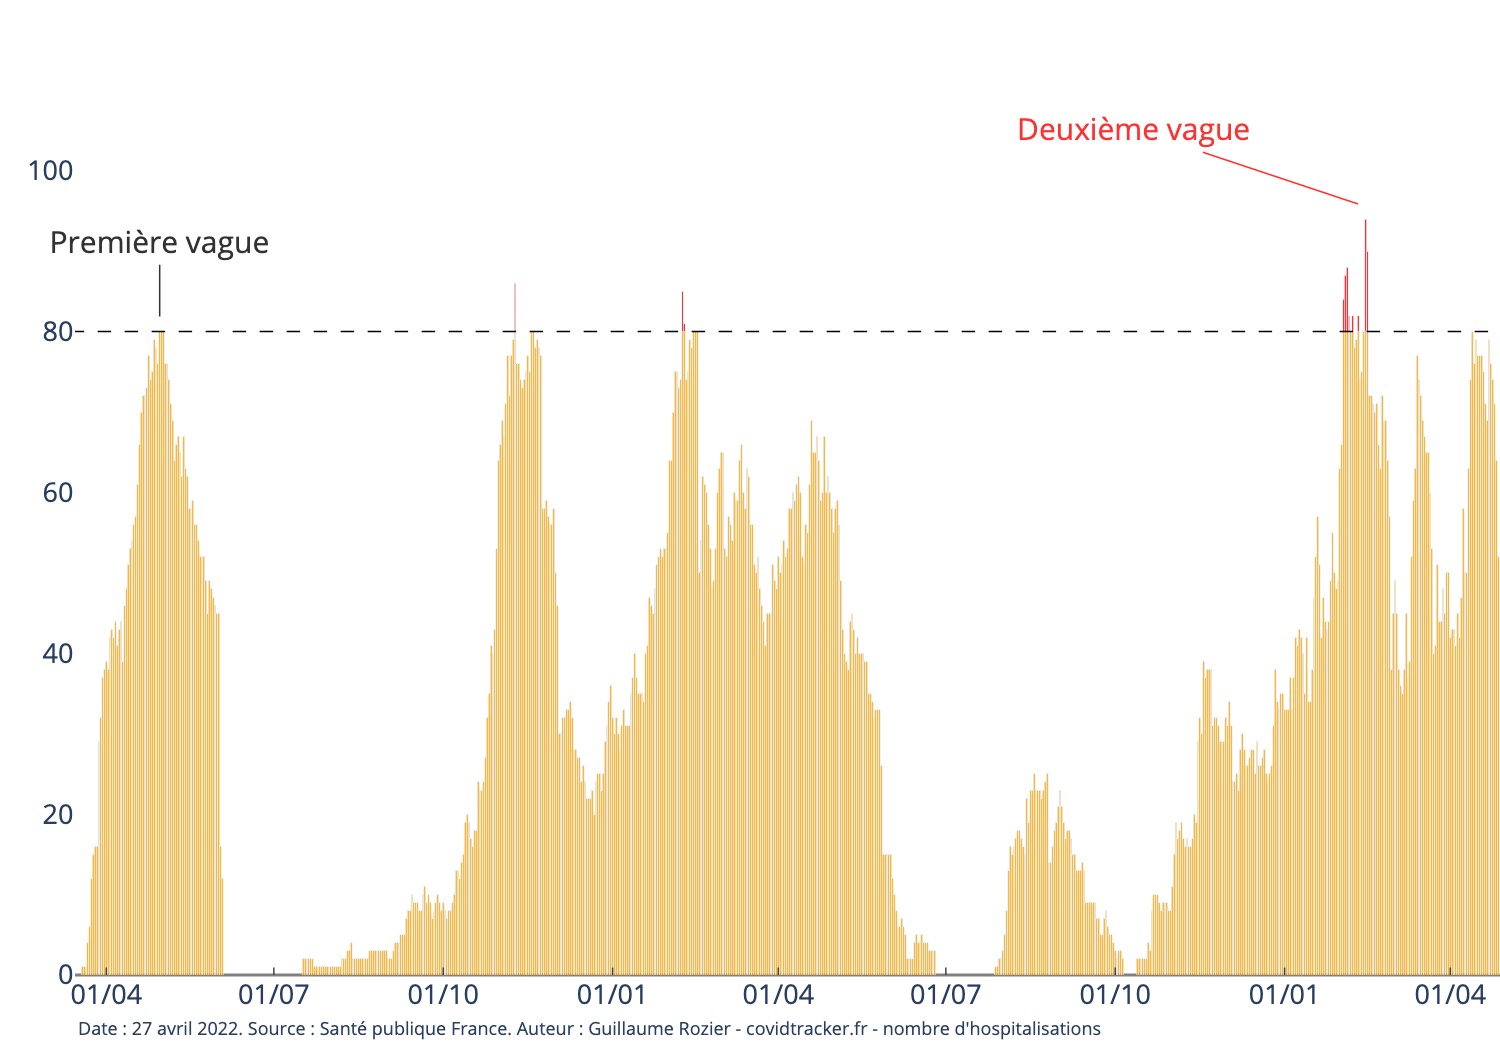 Deuxième vague
100
Première vague
80
60
40
20
0
01/04 01/07 01/10 01/01 01/04 01/07 01/10 01/01 01/04
Date : 27 avril 2022. Source : Santé publique France. Auteur : Guillaume Rozier - covidtracker.fr - nombre d'hospitalisations